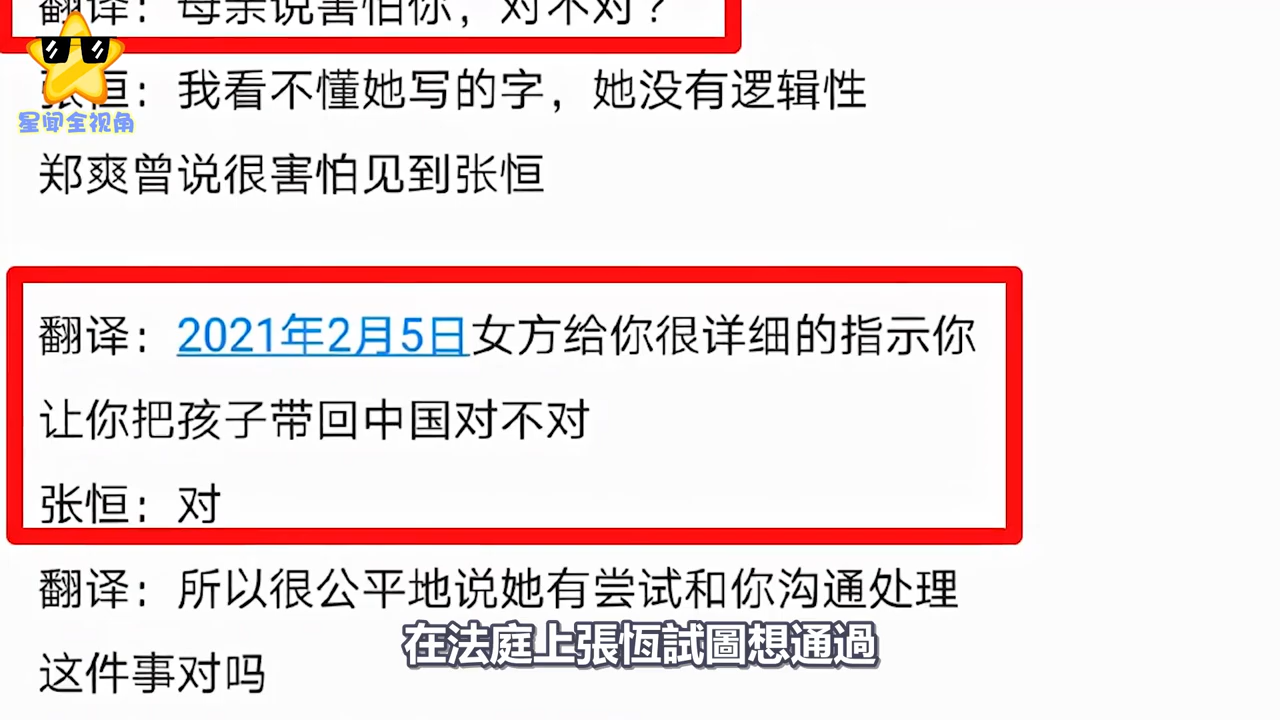 翻译：母亲说害怕你，对不对？
张恒：我看不懂她写的字，她没有逻辑性
星闻全视角
郑爽曾说很害怕见到张恒
翻译：2021年2月5日女方给你很详细的指示你
让你把孩子带回中国对不对
张恒：对
翻译：所以很公平地说她有尝试和你沟通处理
在法庭上張恆試圖想通過
这件事对吗